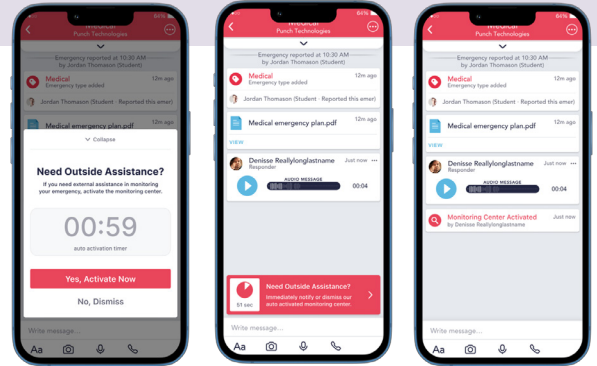 84%
Medical
Punch Technologies
Emergency reported at 10:30 AM
by Jordan Thomason (Student)
Medical
12m ago
Emergency type added
Jordan Thomason (Student · Reported this emer)
Medical emergency plan.pdf
12m ago
Collapse
Need Outside Assistance?
If you need external assistance in monitoring
your emergency, activate the monitoring center.
00:59
auto activation timer
Yes, Activate Now
No, Dismiss
Write message...
Aa
84%
Medical
Punch Technologies
Emergency reported at 10:30 AM
by Jordan Thomason (Student)
Medical
12m ago
Emergency type added
Jordan Thomason (Student · Reported this emer)
Medical emergency plan.pdf
12m ago
VIEW
Denisse Reallylonglastname
Just now
Responder
AUDIO MESSAGE
00:04
Need Outside Assistance?
Immediately notify or dismiss our
auto activated monitoring center.
51 sec
Write message...
Aa
84%
Medical
Punch Technologies
Emergency reported at 10:30 AM
by Jordan Thomason (Student)
Medical
12m ago
Emergency type added
Jordan Thomason (Student · Reported this emer)
Medical emergency plan.pdf
12m ago
VIEW
Denisse Reallylonglastname
Just now
Responder
AUDIO MESSAGE
00:04
Monitoring Center Activated
Just now
by Denisse Reallylonglastname
Write message...
Aa